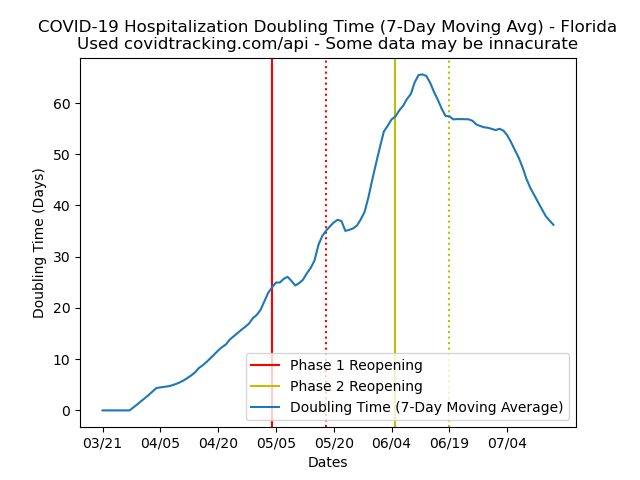 COVID-19 Hospitalization Doubling Time (7-Day Moving Avg) - Florida
Used covidtracking.com/api - Some data may be innacurate
Doubling Time (Days)
60
50
40
30
20
10
0
Phase 1 Reopening
Phase 2 Reopening
Doubling Time (7-Day Moving Average)
03/21 04/05 04/20 05/05 05/20 06/04 06/19 07/04
Dates